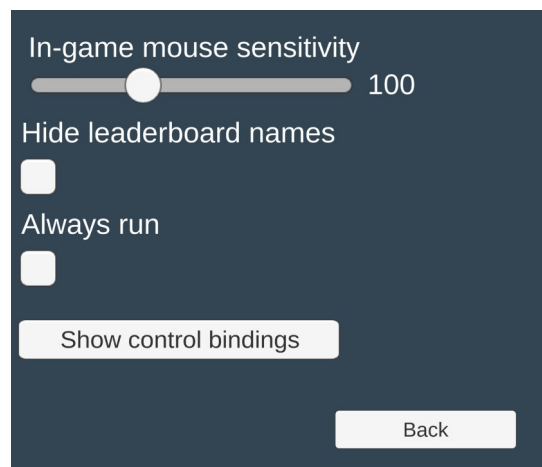 In-game mouse sensitivity
100
Hide leaderboard names
Always run
Show control bindings
Back